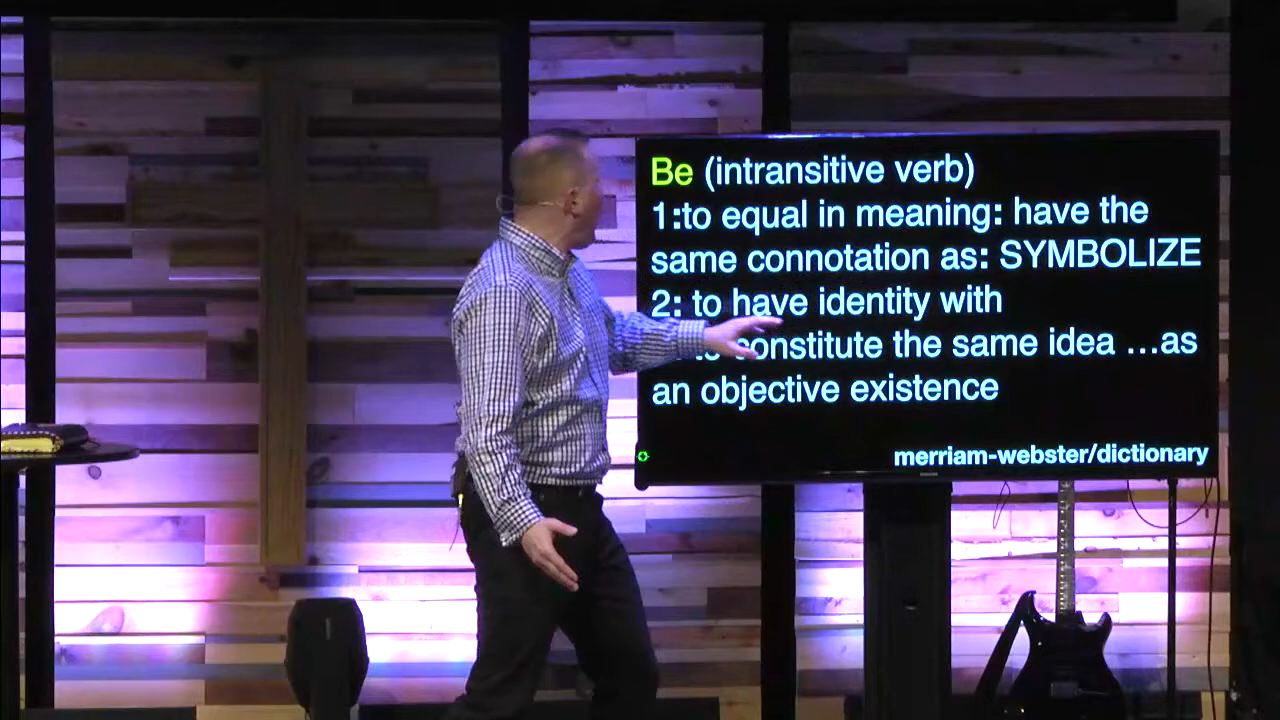 Be (intransitive verb)
1:to equal in meaning: have the
same connotation as: SYMBOLIZE
2: to have identity with
to constitute the same idea ...as
an objective existence
merriam-webster/dictionary